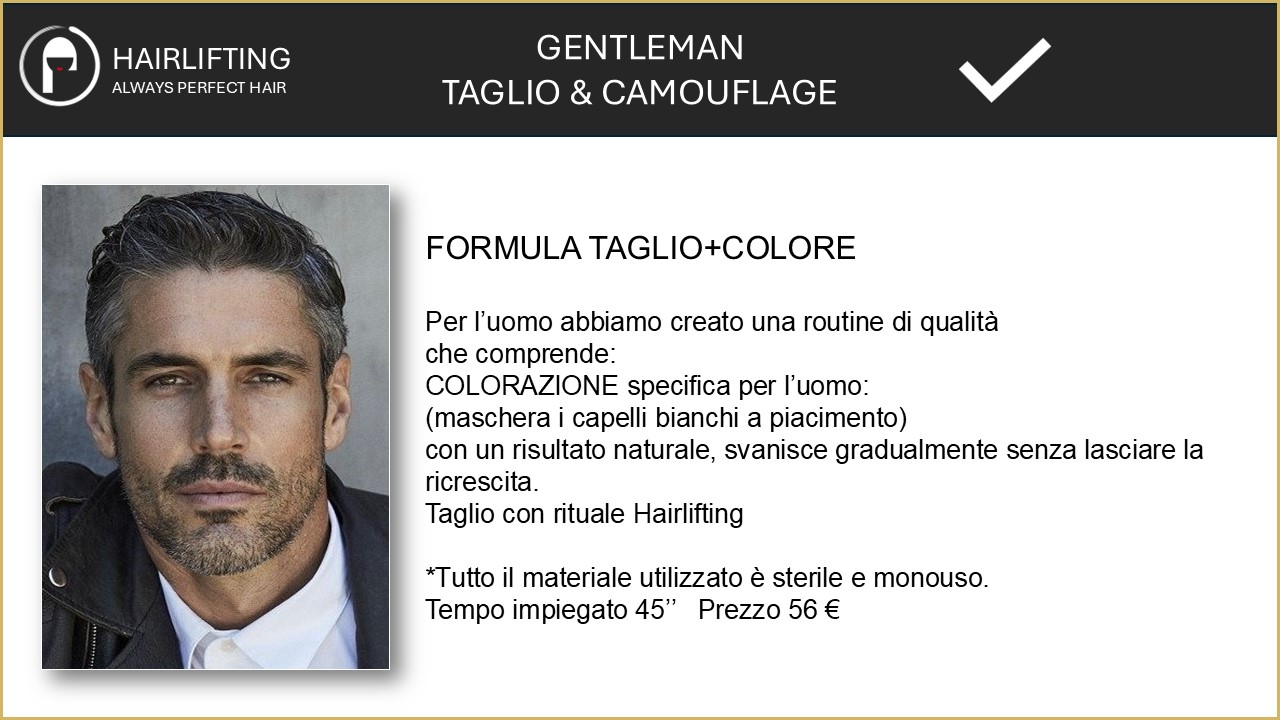 HAIRLIFTING
ALWAYS PERFECT HAIR
GENTLEMAN
TAGLIO & CAMOUFLAGE
FORMULA TAGLIO+COLORE
Per l’uomo abbiamo creato una routine di qualità
che comprende:
COLORAZIONE specifica per l’uomo:
(maschera i capelli bianchi a piacimento)
con un risultato naturale, svanisce gradualmente senza lasciare la
ricrescita.
Taglio con rituale Hairlifting
*Tutto il materiale utilizzato è sterile e monouso.
Tempo impiegato 45’’   Prezzo 56 €